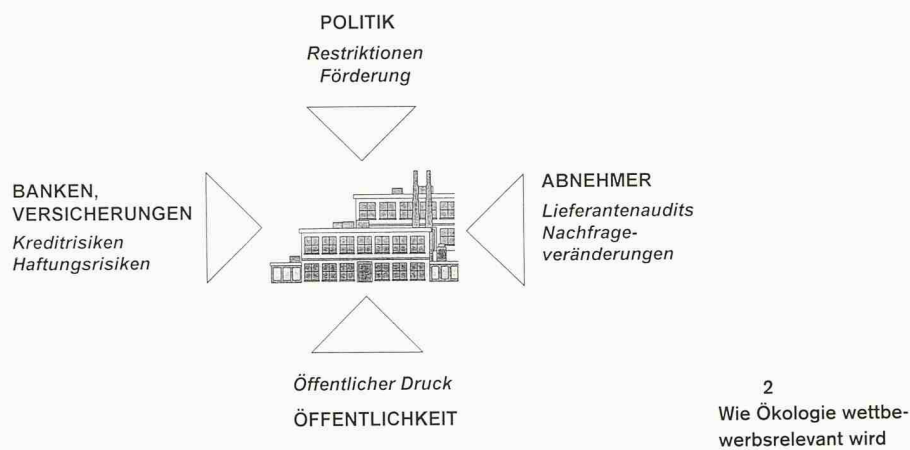 POLITIK
Restriktionen
Förderung
BANKEN,
VERSICHERUNGEN
Kreditrisiken
Haftungsrisiken
ABNEHMER
Lieferantenaudits
Nachfrage-
veränderungen
Öffentlicher Druck
ÖFFENTLICHKEIT
2
Wie Ökologie wettbe-
werbsrelevant wird